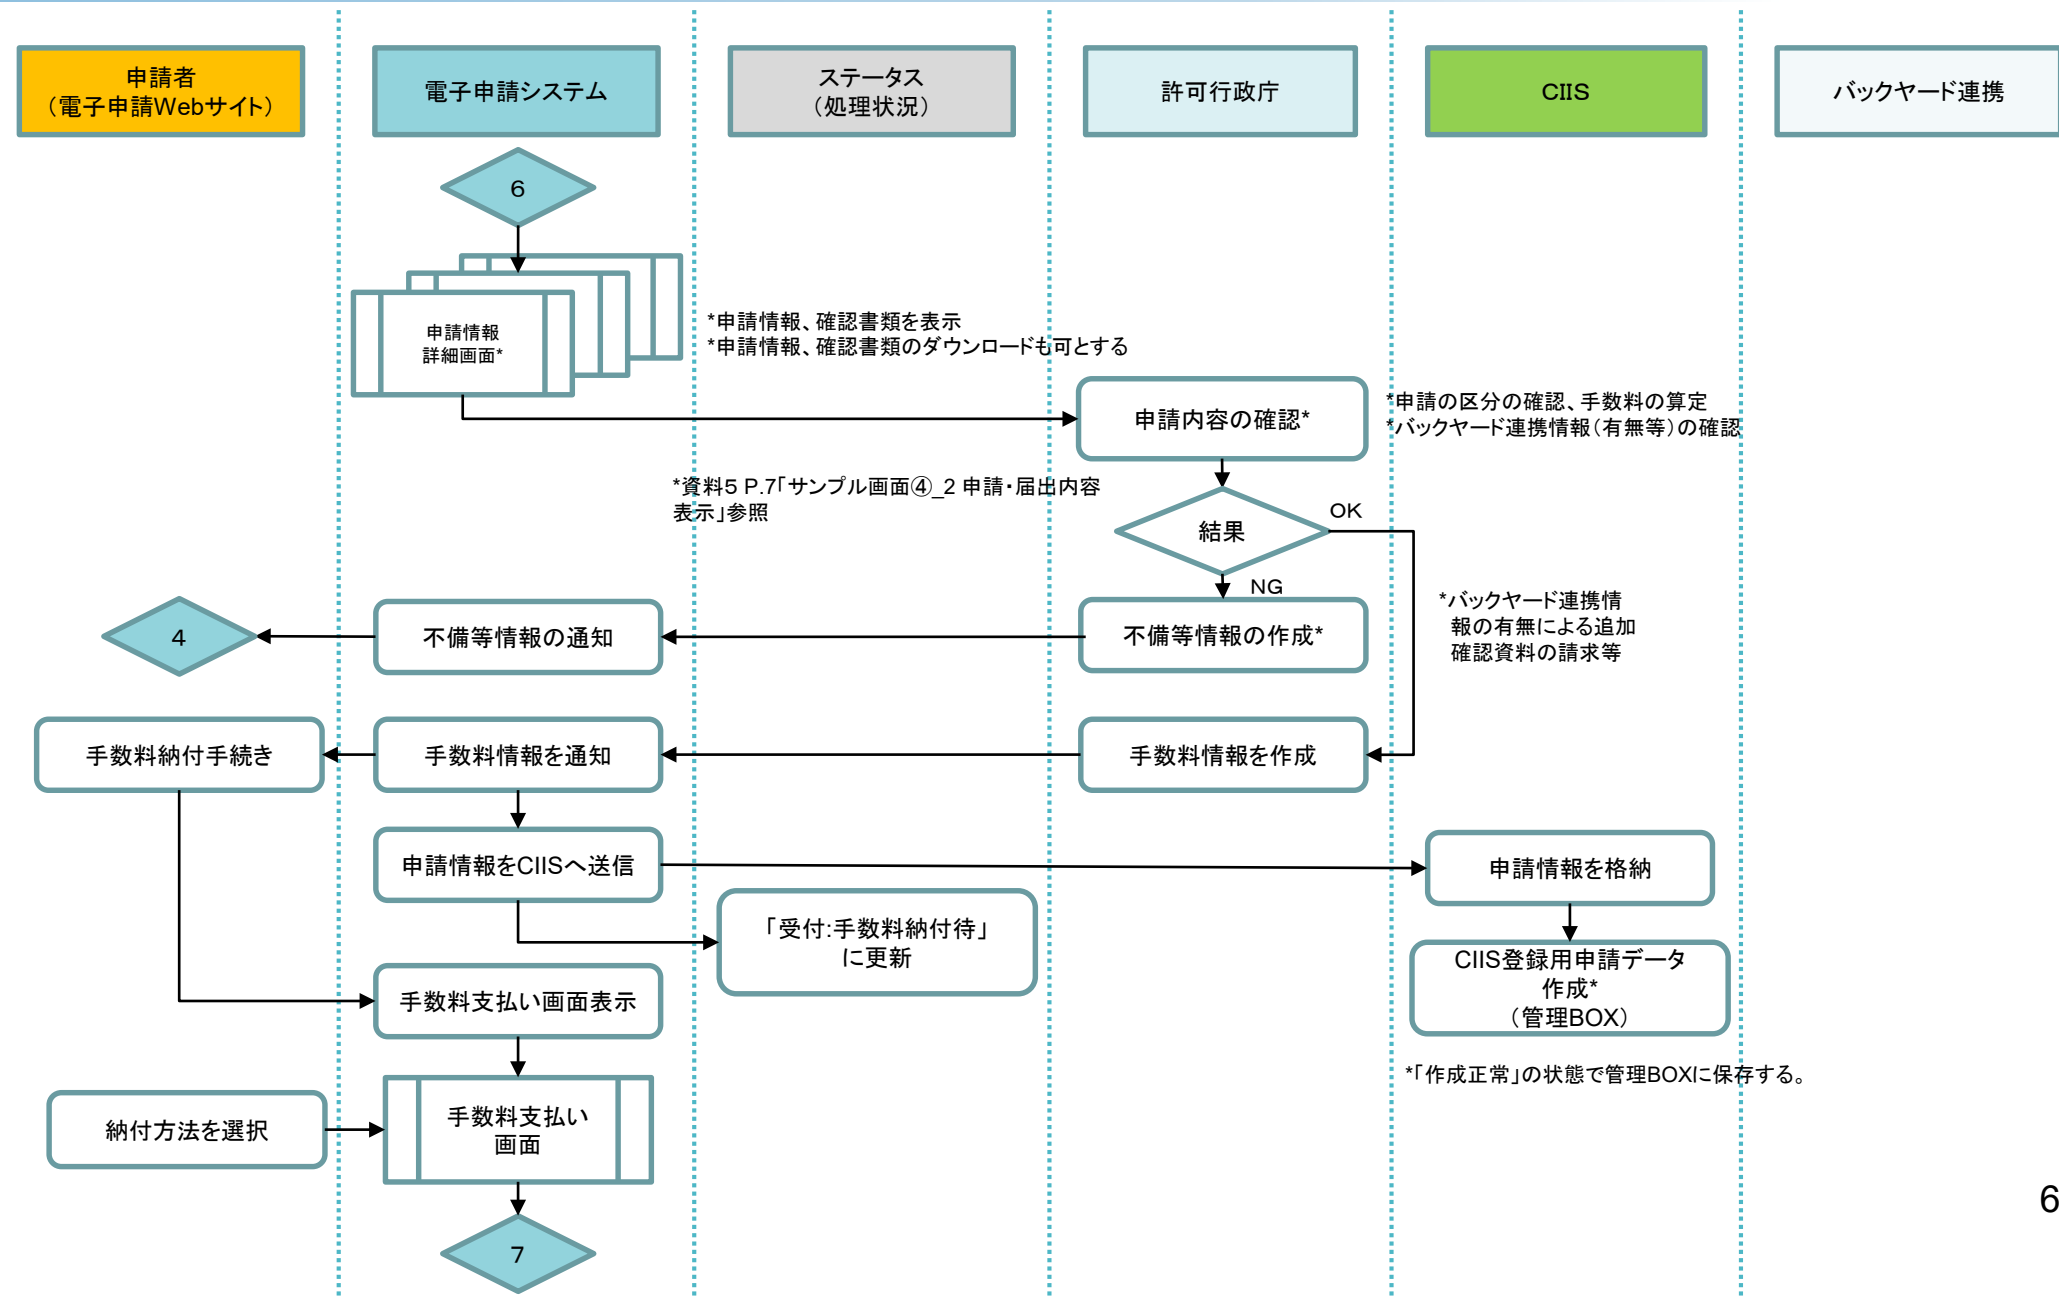 申請者
（電子申請Webサイト）
電子申請システム
ステータス
（処理状況）
許可行政庁
CIIS
バックヤード連携
6
申請情報
詳細画面*
*申請情報、確認書類を表示
*申請情報、確認書類のダウンロードも可とする
申請内容の確認*
*申請の区分の確認、手数料の算定
*バックヤード連携情報（有無等）の確認
*資料5 P.7「サンプル画面④_2 申請・届出内容
表示」参照
結果
OK
NG
4
不備等情報の通知
不備等情報の作成*
*バックヤード連携情
報の有無による追加
確認資料の請求等
手数料納付手続き
手数料情報を通知
手数料情報を作成
申請情報をCIISへ送信
申請情報を格納
「受付:手数料納付待」
に更新
CIIS登録用申請データ
作成*
（管理BOX）
手数料支払い画面表示
*「作成正常」の状態で管理BOXに保存する。
納付方法を選択
手数料支払い
画面
6
7